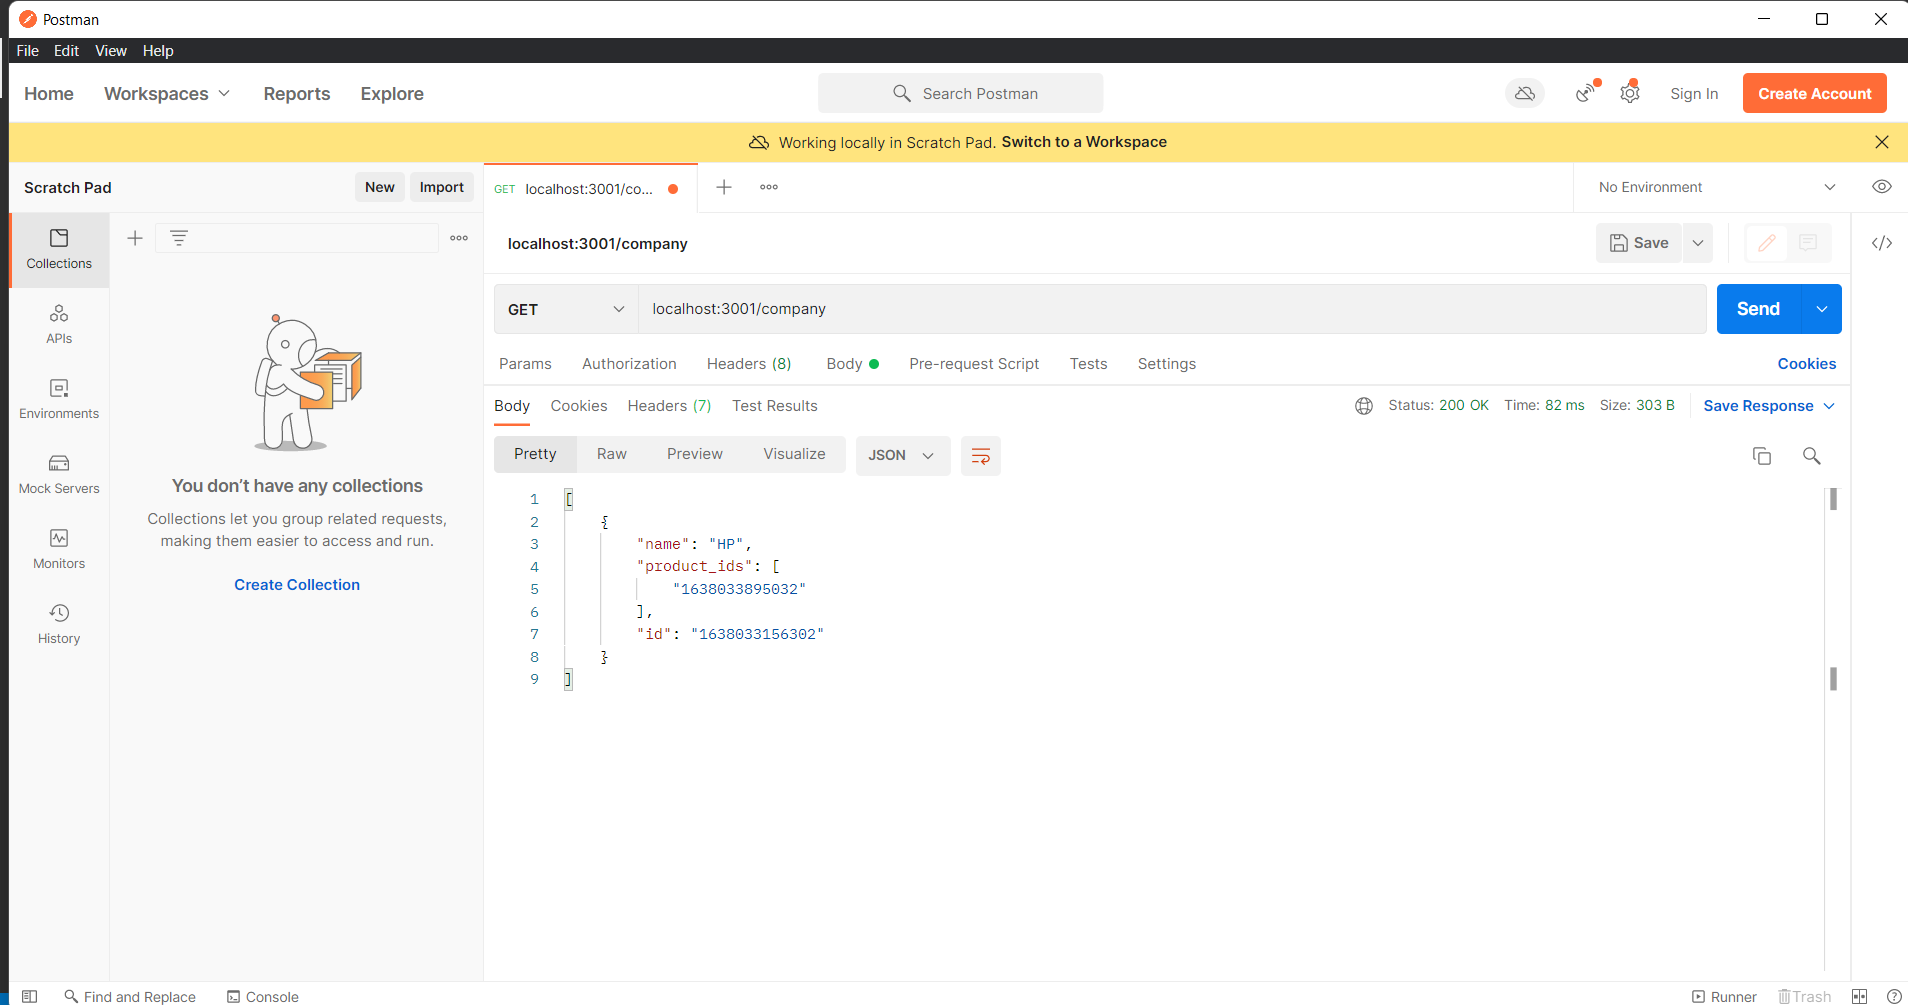 Postman
File Edit View Help
Home Workspaces Reports Explore Search Postman Sign In Create Account
Working locally in Scratch Pad. Switch to a Workspace
Scratch Pad New Import GET localhost:3001/co... No Environment
localhost:3001/company Save
Collections
GET localhost:3001/company Send
APIs
Params Authorization Headers (8) Body Pre-request Script Tests Settings Cookies
Body Cookies Headers (7) Test Results Status: 200 OK Time: 82 ms Size: 303 B Save Response
Environments
Pretty Raw Preview Visualize JSON
Mock Servers
You don't have any collections
Collections let you group related requests,
making them easier to access and run.
Create Collection
Monitors
History
1 [
2 {
3 "name": "HP",
4 "product_ids": [
5 "1638033895032"
6 ],
7 "id": "1638033156302"
8 }
9 ]
Find and Replace Console Runner Trash